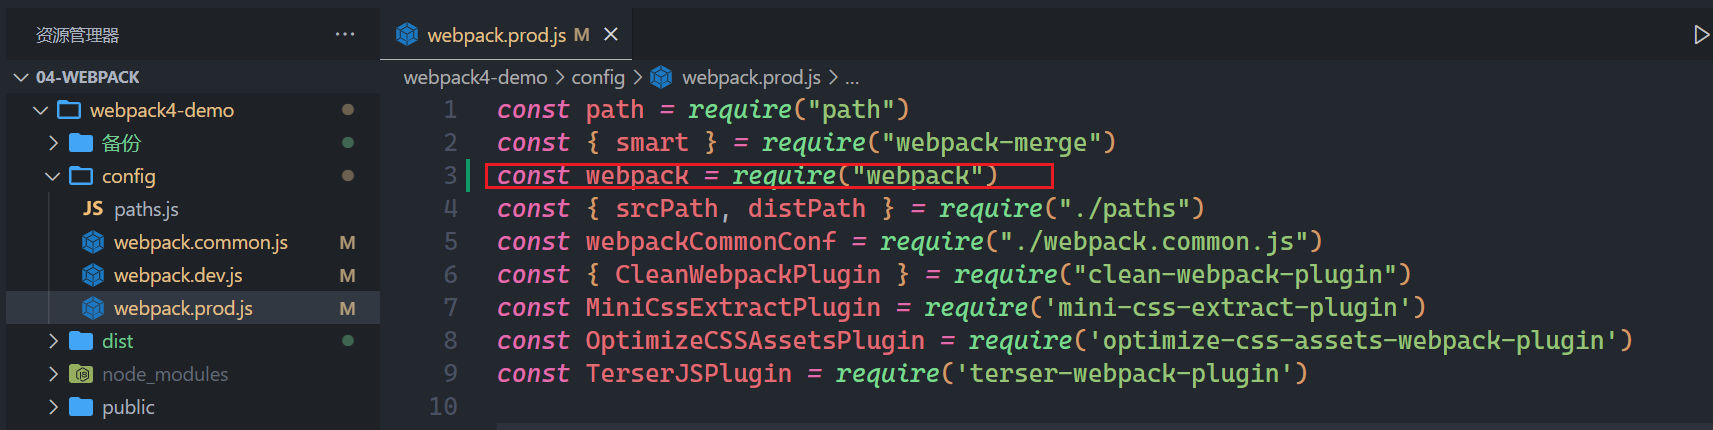 资源管理器 ...
04-WEBPACK
webpack4-demo
备份
config
JS paths.js
webpack.common.js M
webpack.dev.js M
webpack.prod.js M
dist
node_modules
public
webpack.prod.js M
webpack4-demo > config > webpack.prod.js > ...
1 const path = require("path")
2 const { smart } = require("webpack-merge")
3 const webpack = require("webpack")
4 const { srcPath, distPath } = require("./paths")
5 const webpackCommonConf = require("./webpack.common.js")
6 const { CleanWebpackPlugin } = require("clean-webpack-plugin")
7 const MiniCssExtractPlugin = require('mini-css-extract-plugin')
8 const OptimizeCSSAssetsPlugin = require('optimize-css-assets-webpack-plugin')
9 const TerserJSPlugin = require('terser-webpack-plugin')
10